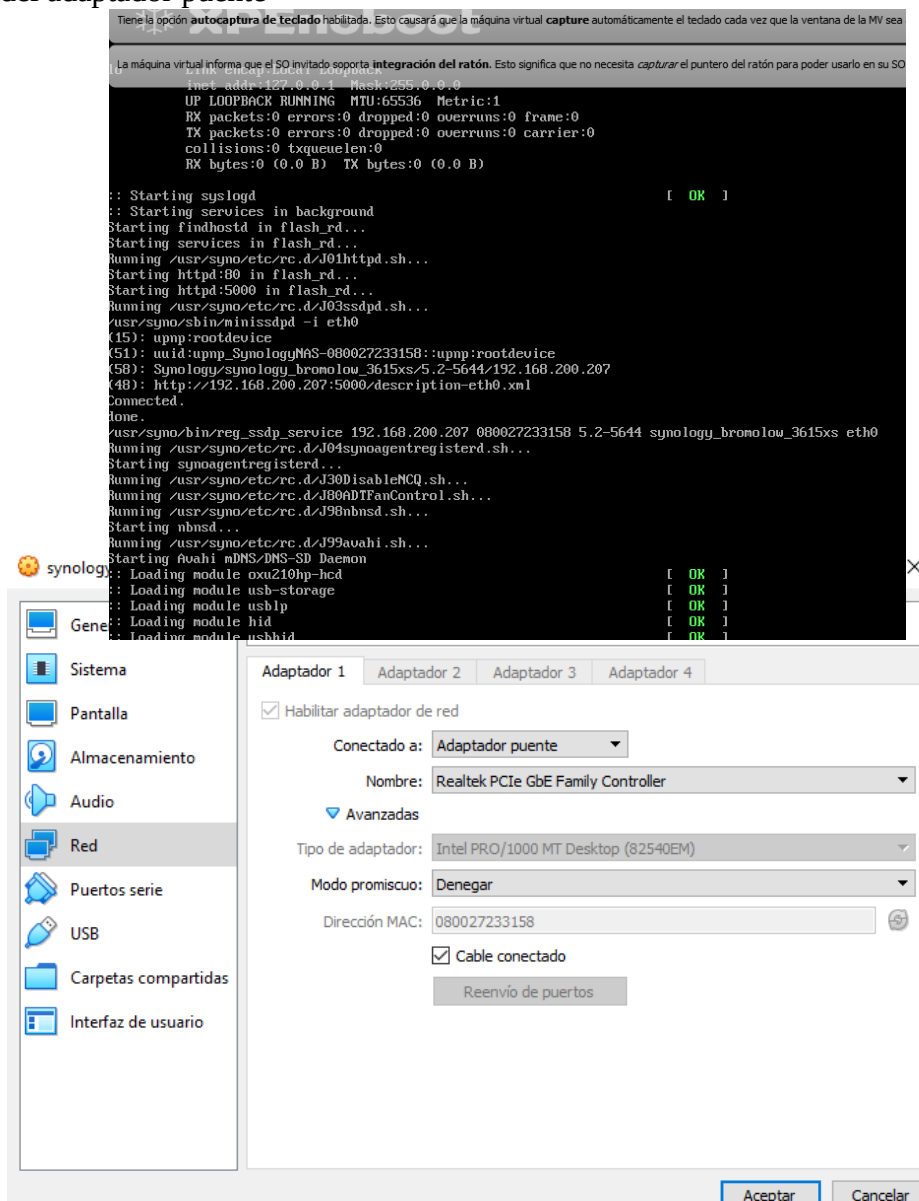 del adaptador puente
XPEnoboot
Tiene la opción autocaptura de teclado habilitada. Esto causará que la máquina virtual capture automáticamente el teclado cada vez que la ventana de la MV sea
La máquina virtual informa que el SO invitado soporta integración del ratón. Esto significa que no necesita capturar el puntero del ratón para poder usarlo en su SO
lo Link encap:Local Loopback
inet addr:127.0.0.1 Mask:255.0.0.0
UP LOOPBACK RUNNING MTU:65536 Metric:1
RX packets:0 errors:0 dropped:0 overruns:0 frame:0
TX packets:0 errors:0 dropped:0 overruns:0 carrier:0
collisions:0 txqueuelen:0
RX bytes:0 (0.0 B) TX bytes:0 (0.0 B)
:: Starting syslogd [ OK ]
:: Starting services in background
Starting findhostd in flash_rd...
Starting services in flash_rd...
Running /usr/syno/etc/rc.d/J01httpd.sh...
Starting httpd:80 in flash_rd...
Starting httpd:5000 in flash_rd...
Running /usr/syno/etc/rc.d/J03ssdpd.sh...
/usr/syno/sbin/minissdpd -i eth0
(15): upnp:rootdevice
(51): uuid:upnp_SynologyNAS-080027233158::upnp:rootdevice
(58): Synology/synology_bromolow_3615xs/5.2-5644/192.168.200.207
(48): http://192.168.200.207:5000/description-eth0.xml
Connected.
done.
/usr/syno/bin/reg_ssdp_service 192.168.200.207 080027233158 5.2-5644 synology_bromolow_3615xs eth0
Running /usr/syno/etc/rc.d/J04synoagentregisterd.sh...
Starting synoagentregisterd...
Running /usr/syno/etc/rc.d/J30DisableNCQ.sh...
Running /usr/syno/etc/rc.d/J80ADTFanControl.sh...
Running /usr/syno/etc/rc.d/J98nbnsd.sh...
Starting nbnsd...
Running /usr/syno/etc/rc.d/J99avahi.sh...
Starting Avahi mDNS/DNS-SD Daemon
:: Loading module oxu210hp-hcd [ OK ]
:: Loading module usb-storage [ OK ]
:: Loading module usblp [ OK ]
:: Loading module hid [ OK ]
:: Loading module usbhid [ OK ]
synology
Gene
Sistema
Pantalla
Almacenamiento
Audio
Red
Puertos serie
USB
Carpetas compartidas
Interfaz de usuario
Adaptador 1 Adaptador 2 Adaptador 3 Adaptador 4
Habilitar adaptador de red
Conectado a: Adaptador puente
Nombre: Realtek PCIe GbE Family Controller
Avanzadas
Tipo de adaptador: Intel PRO/1000 MT Desktop (82540EM)
Modo promiscuo: Denegar
Dirección MAC: 080027233158
Cable conectado
Reenvío de puertos
Aceptar Cancelar